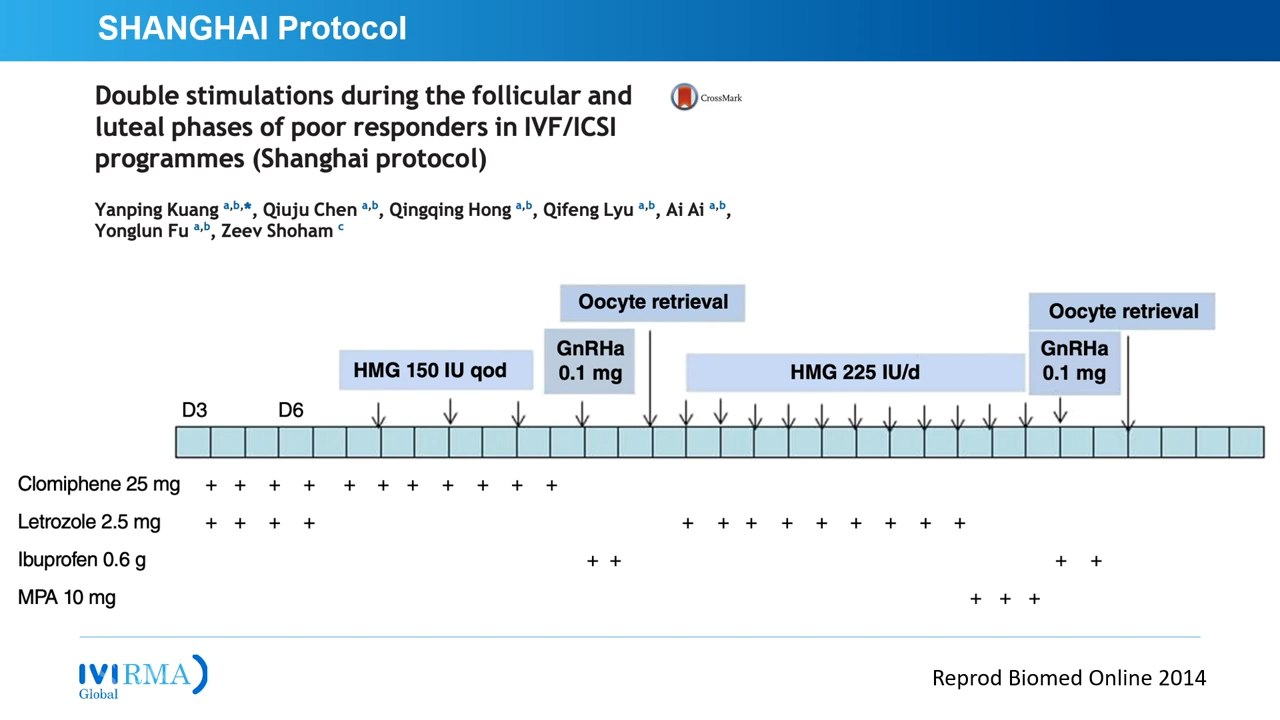 SHANGHAI Protocol
Double stimulations during the follicular and
luteal phases of poor responders in IVF/ICSI
programmes (Shanghai protocol)
CrossMark
Yanping Kuang a,b,*, Qiuju Chen a,b, Qingqing Hong a,b, Qifeng Lyu a,b, Ai Ai a,b,
Yonglun Fu a,b, Zeev Shoham c
Oocyte retrieval
Oocyte retrieval
GnRHa
0.1 mg
GnRHa
0.1 mg
HMG 150 IU qod
HMG 225 IU/d
D3
D6
Clomiphene 25 mg + + + + + + + + + + +
Letrozole 2.5 mg + + + + + + + + + + + + +
Ibuprofen 0.6 g + + + +
MPA 10 mg + + +
IVIRMA
Global
Reprod Biomed Online 2014